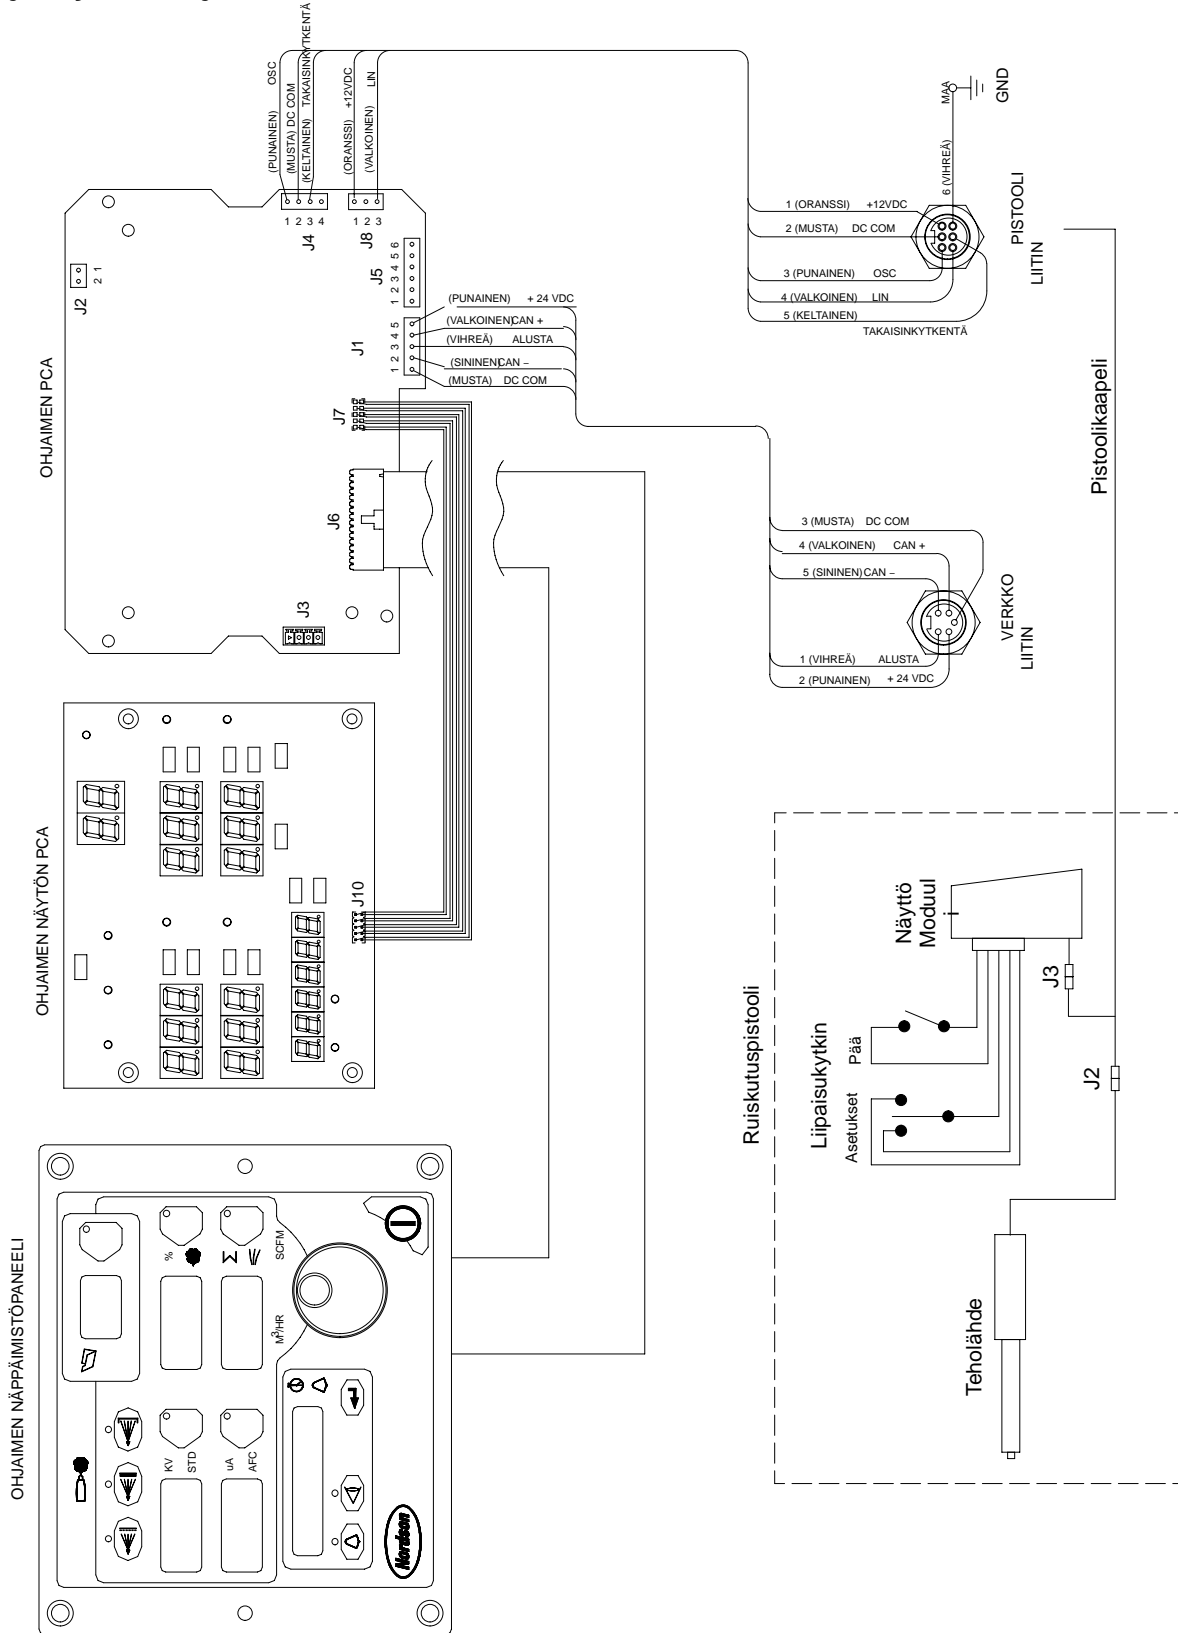 OHJAIMEN PCA
J2
2 1
(PUNAINEN) OSC
(MUSTA) DC COM
(KELTAINEN) TAKAISINKYTKENTÄ
(ORANSSI) +12VDC
(VALKOINEN) LIN
1 2 3 4
J4
1 2 3
J8
J5
1 2 3 4 5 6
J1
1 2 3 4 5
(PUNAINEN) + 24 VDC
(VALKOINEN)CAN +
(VIHREÄ) ALUSTA
(SININEN)CAN –
(MUSTA) DC COM
J7
J6
J3
1 (ORANSSI) +12VDC
2 (MUSTA) DC COM
3 (PUNAINEN) OSC
4 (VALKOINEN) LIN
5 (KELTAINEN)
TAKAISINKYTKENTÄ
6 (VIHREÄ)
MAA
GND
PISTOOLI
LIITIN
3 (MUSTA) DC COM
4 (VALKOINEN) CAN +
5 (SININEN)CAN –
1 (VIHREÄ) ALUSTA
2 (PUNAINEN) + 24 VDC
VERKKO
LIITIN
Pistoolikaapeli
OHJAIMEN NÄYTÖN PCA
J10
OHJAIMEN NÄPPÄIMISTÖPANEELI
%
SCFM
M³/HR
KV
STD
uA
AFC
Nordson
Ruiskutuspistooli
Liipaisukytkin
Asetukset
Pää
Näyttö
Moduul
i
J3
J2
Teholähde